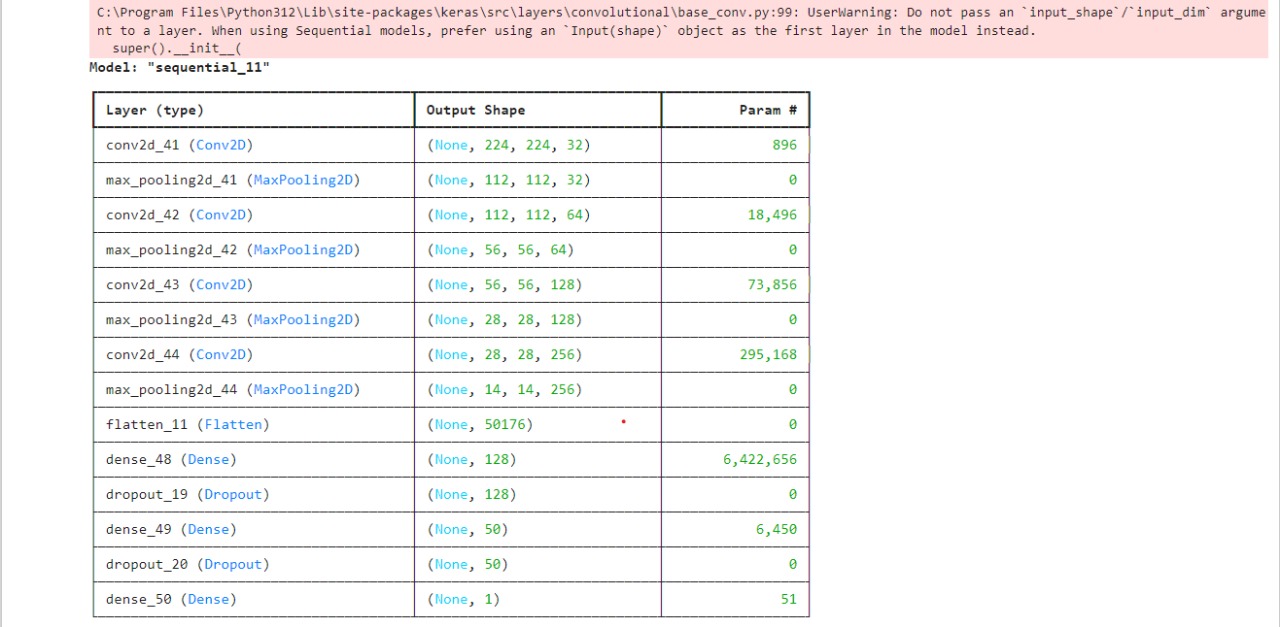 C:\Program Files\Python312\Lib\site-packages\keras\src\layers\convolutional\base_conv.py:99: UserWarning: Do not pass an `input_shape`/`input_dim` argume
nt to a layer. When using Sequential models, prefer using an `Input(shape)` object as the first layer in the model instead.
super().__init__(
Model: "sequential_11"
Layer (type) Output Shape Param #
conv2d_41 (Conv2D) (None, 224, 224, 32) 896
max_pooling2d_41 (MaxPooling2D) (None, 112, 112, 32) 0
conv2d_42 (Conv2D) (None, 112, 112, 64) 18,496
max_pooling2d_42 (MaxPooling2D) (None, 56, 56, 64) 0
conv2d_43 (Conv2D) (None, 56, 56, 128) 73,856
max_pooling2d_43 (MaxPooling2D) (None, 28, 28, 128) 0
conv2d_44 (Conv2D) (None, 28, 28, 256) 295,168
max_pooling2d_44 (MaxPooling2D) (None, 14, 14, 256) 0
flatten_11 (Flatten) (None, 50176) 0
dense_48 (Dense) (None, 128) 6,422,656
dropout_19 (Dropout) (None, 128) 0
dense_49 (Dense) (None, 50) 6,450
dropout_20 (Dropout) (None, 50) 0
dense_50 (Dense) (None, 1) 51